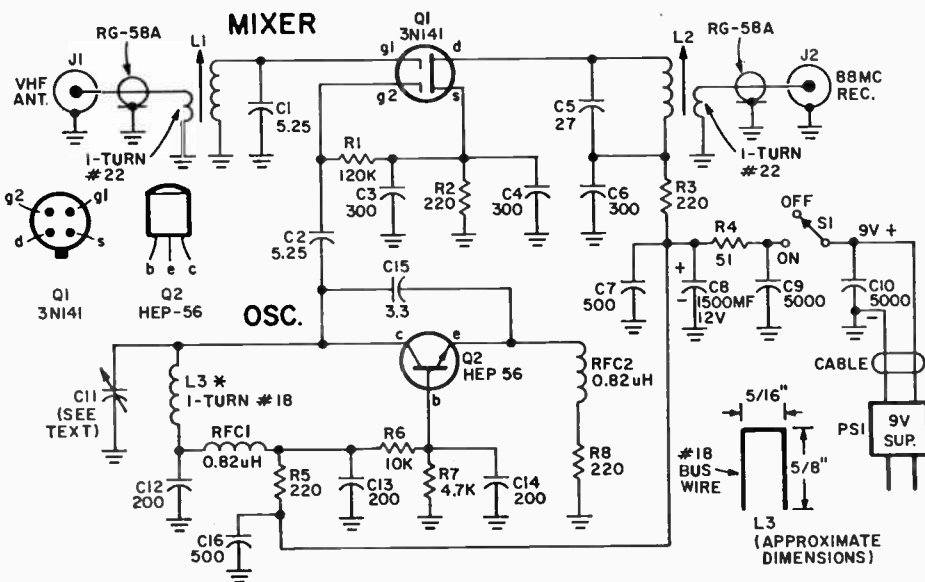 MIXER
RG-58A
L1
J1
VHF
ANT.
1-TURN
#22
C1
5.25
Q1
3N141
g1
g2
d
s
R1
120K
C3
300
R2
220
C4
300
C2
5.25
C5
27
C6
300
L2
RG-58A
J2
88MC
REC.
1-TURN
#22
R3
220
g2
g1
d
s
Q1
3N141
b
e
c
Q2
HEP-56
OSC.
C15
3.3
c
e
b
Q2
HEP 56
C7
500
+
-
C8
1500MF
12V
R4
51
C9
5000
OFF
S1
ON
9V +
C10
5000
-
CABLE
PS1
9V
SUP.
C11
(SEE
TEXT)
L3 *
1-TURN #18
RFC1
0.82uH
C12
200
R5
220
C16
500
C13
200
R6
10K
R7
4.7K
C14
200
RFC2
0.82uH
R8
220
5/16"
5/8"
#18
BUS
WIRE
L3
(APPROXIMATE
DIMENSIONS)